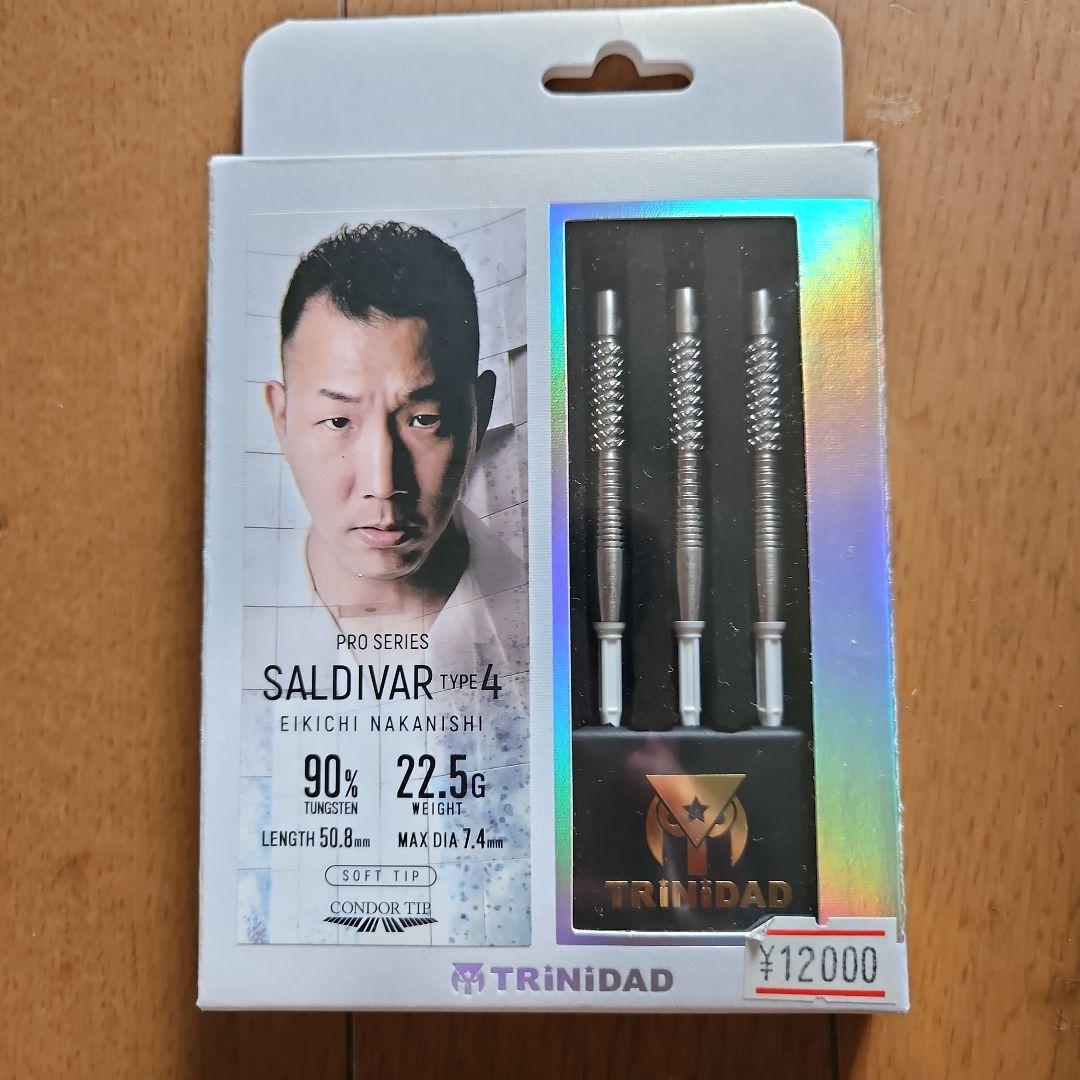 PRO SERIES
SALDIVAR TYPE 4
EIKICHI NAKANISHI
90% 22.5G
TUNGSTEN WEIGHT
LENGTH 50.8mm MAX DIA 7.4mm
SOFT TIP
CONDOR TIP
TRiNiDAD
¥12000
TRiNiDAD